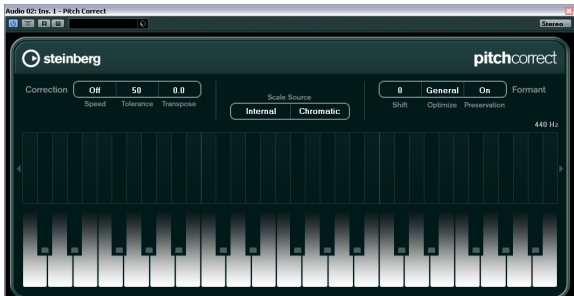 Audio 02: Ins. 1 - Pitch Correct
R W
Stereo
steinberg
pitchcorrect
Correction Off 50 0.0
Speed Tolerance Transpose
Scale Source
Internal Chromatic
0 General On Formant
Shift Optimize Preservation
440 Hz